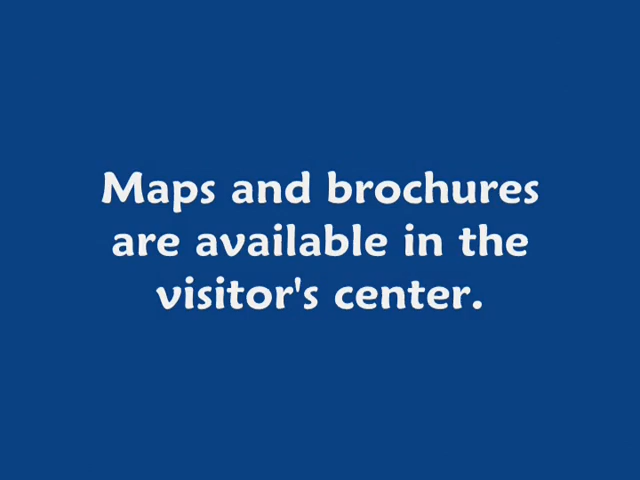 Maps and brochures
are available in the
visitor's center.